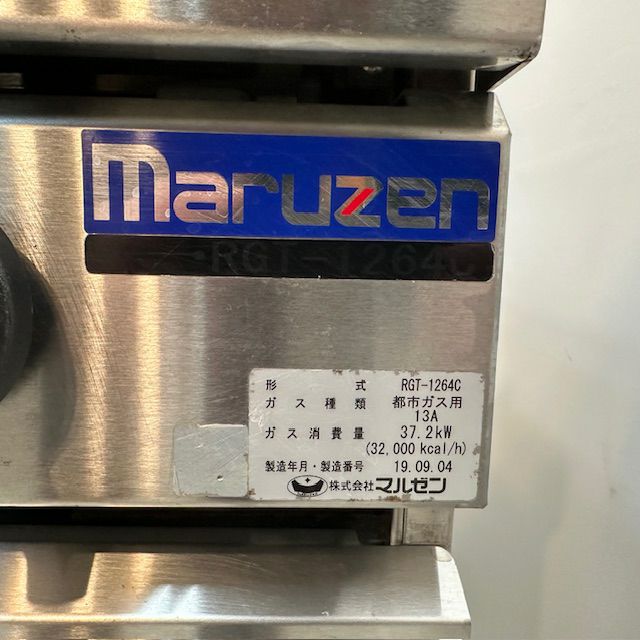 maruzen
RGT-1264C
形 式 RGT-1264C
ガス種類 都市ガス用
13A
ガス消費量 37.2kW
(32,000 kcal/h)
製造年月・製造番号 19.09.04
株式会社マルゼン